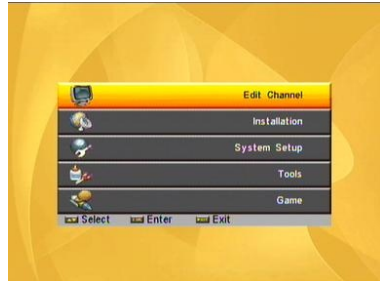 Edit Channel
Installation
System Setup
Tools
Game
Select Enter Exit